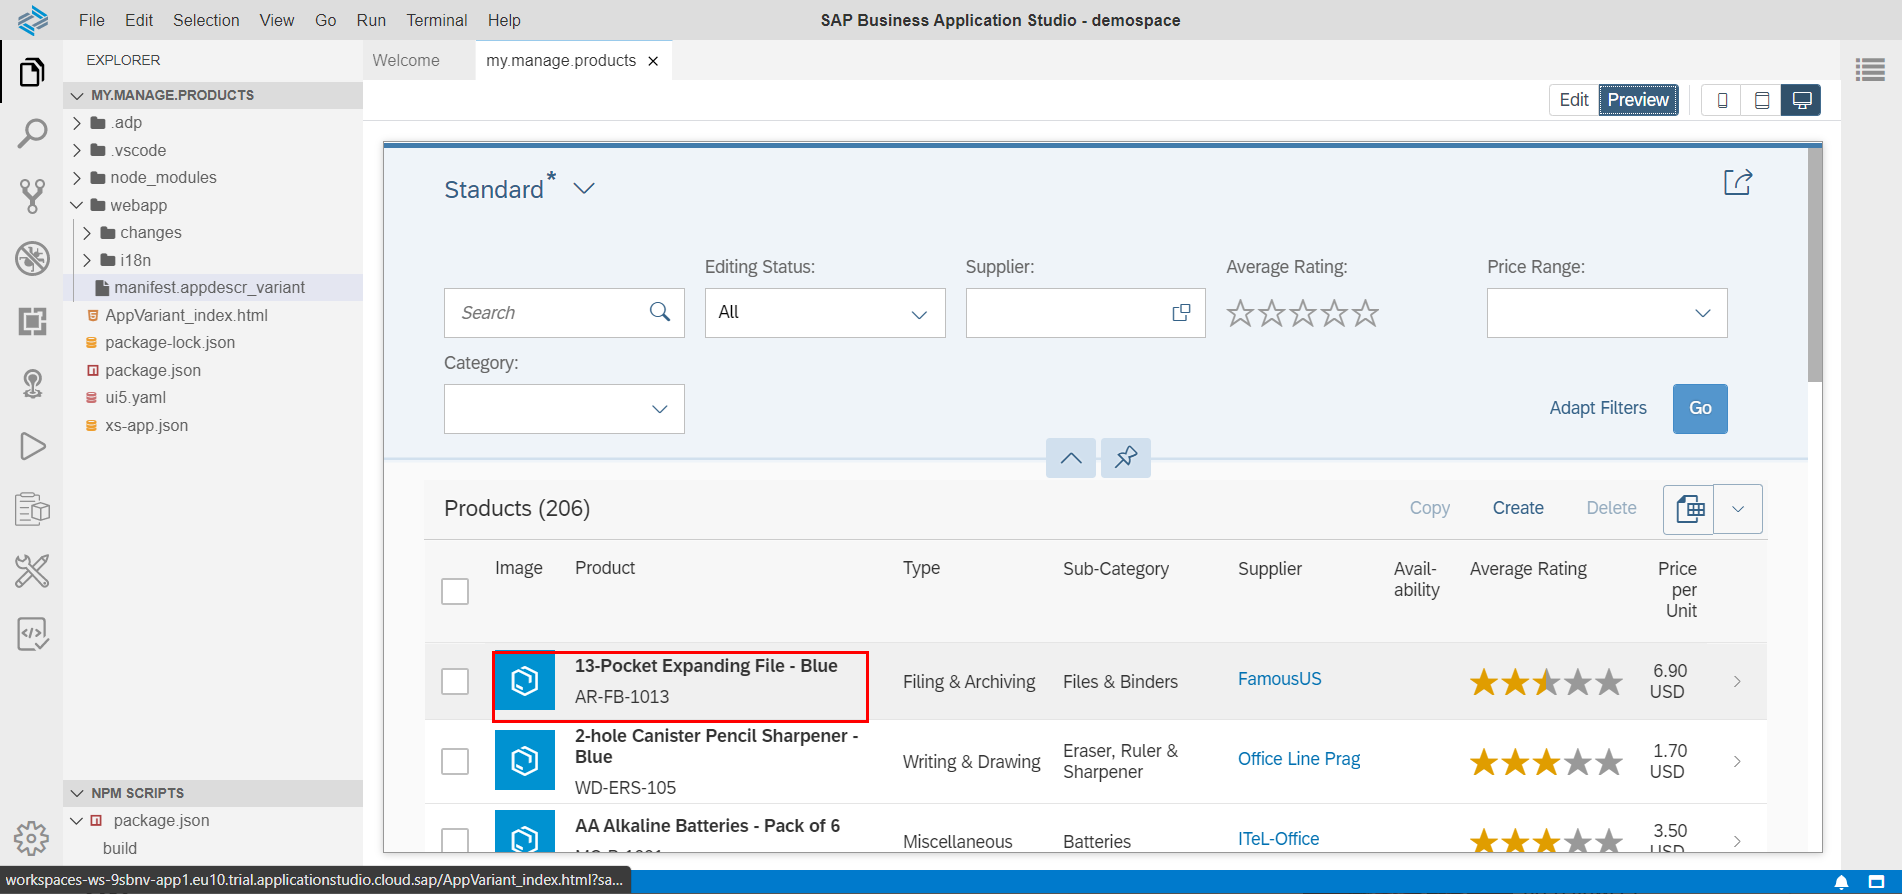 File Edit Selection View Go Run Terminal Help
SAP Business Application Studio - demospace
EXPLORER
MY.MANAGE.PRODUCTS
.adp
.vscode
node_modules
webapp
changes
i18n
manifest.appdescr_variant
AppVariant_index.html
package-lock.json
package.json
ui5.yaml
xs-app.json
NPM SCRIPTS
package.json
build
Welcome
my.manage.products
Edit Preview
Standard*
Editing Status: Supplier: Average Rating: Price Range:
Search All
Category:
Adapt Filters Go
Products (206)
Copy Create Delete
Image Product Type Sub-Category Supplier Avail- Average Rating Price
ability per
Unit
13-Pocket Expanding File - Blue
AR-FB-1013
Filing & Archiving Files & Binders FamousUS 6.90
USD
2-hole Canister Pencil Sharpener -
Blue
WD-ERS-105
Writing & Drawing Eraser, Ruler &
Sharpener
Office Line Prag 1.70
USD
AA Alkaline Batteries - Pack of 6
Miscellaneous Batteries ITeL-Office 3.50
USD
workspaces-ws-9sbnv-app1.eu10.trial.applicationstudio.cloud.sap/AppVariant_index.html?sa...